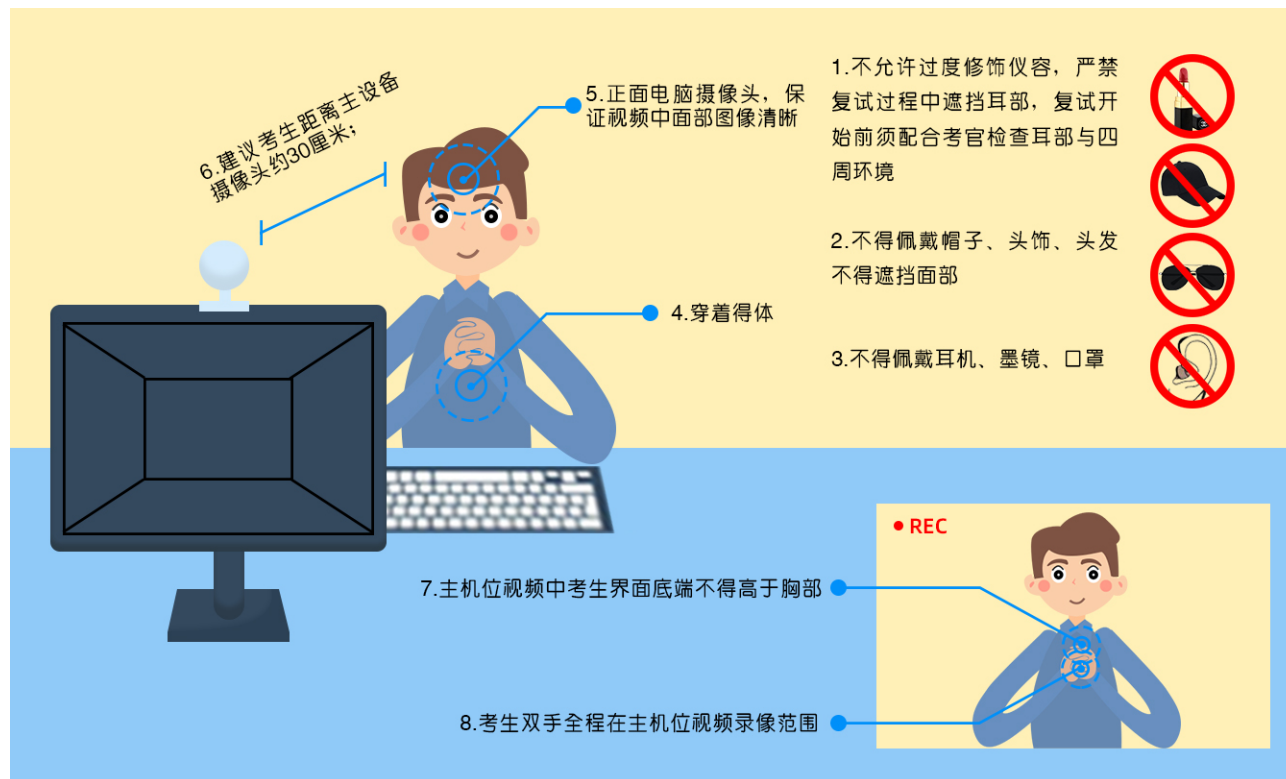 1.不允许过度修饰仪容，严禁
复试过程中遮挡耳部，复试开
始前须配合考官检查耳部与四
周环境
2.不得佩戴帽子、头饰、头发
不得遮挡面部
3.不得佩戴耳机、墨镜、口罩
4.穿着得体
5.正面电脑摄像头，保
证视频中面部图像清晰
6.建议考生距离主设备
摄像头约30厘米；
REC
7.主机位视频中考生界面底端不得高于胸部
8.考生双手全程在主机位视频录像范围